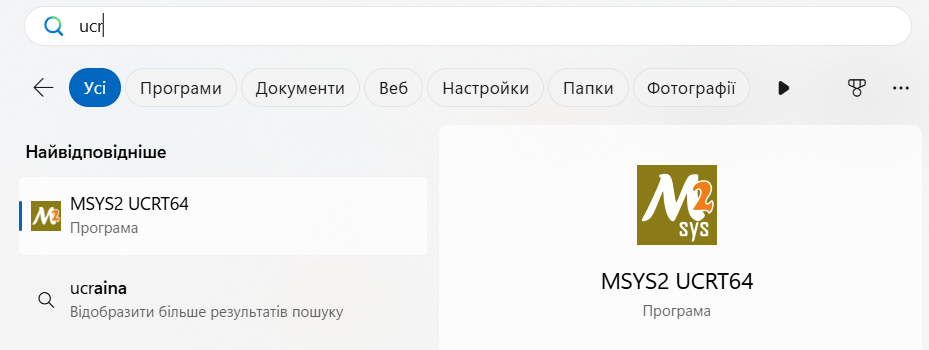 ucr
Усі Програми Документи Веб Настройки Папки Фотографії
Найвідповідніше
MSYS2 UCRT64
Програма
ucraina
Відобразити більше результатів пошуку
M2
sys
MSYS2 UCRT64
Програма